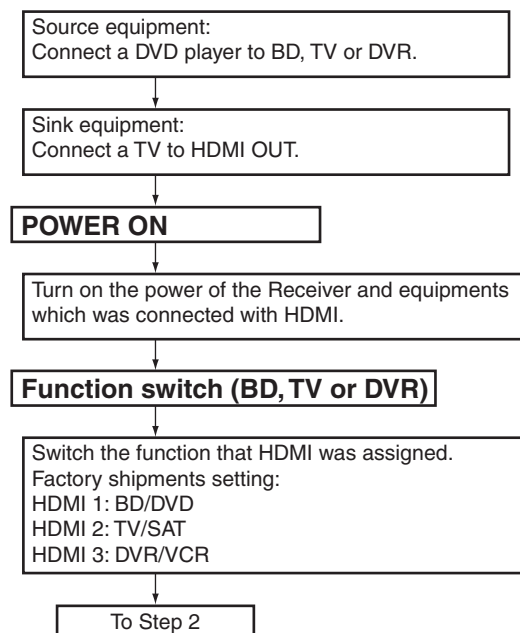 Source equipment:
Connect a DVD player to BD, TV or DVR.
Sink equipment:
Connect a TV to HDMI OUT.
POWER ON
Turn on the power of the Receiver and equipments
which was connected with HDMI.
Function switch (BD, TV or DVR)
Switch the function that HDMI was assigned.
Factory shipments setting:
HDMI 1: BD/DVD
HDMI 2: TV/SAT
HDMI 3: DVR/VCR
To Step 2